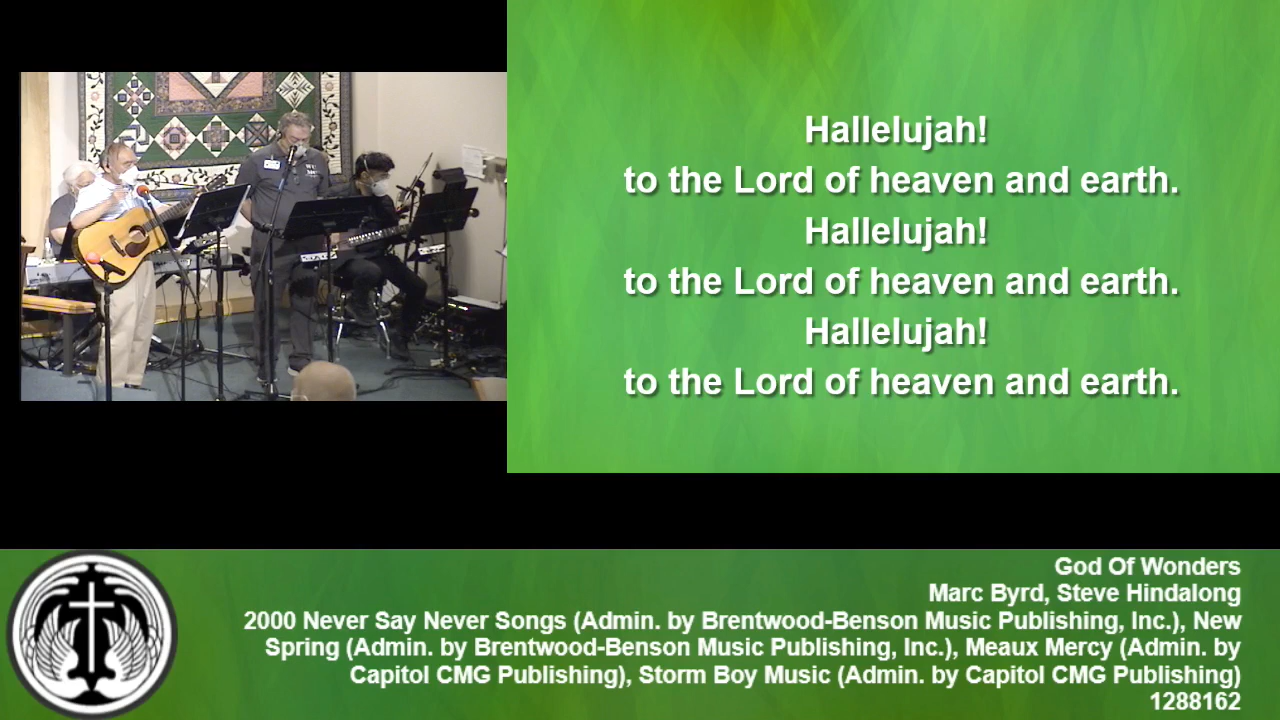 Hallelujah!
to the Lord of heaven and earth.
Hallelujah!
to the Lord of heaven and earth.
Hallelujah!
to the Lord of heaven and earth.
God Of Wonders
Marc Byrd, Steve Hindalong
2000 Never Say Never Songs (Admin. by Brentwood-Benson Music Publishing, Inc.), New
Spring (Admin. by Brentwood-Benson Music Publishing, Inc.), Meaux Mercy (Admin. by
Capitol CMG Publishing), Storm Boy Music (Admin. by Capitol CMG Publishing)
1288162